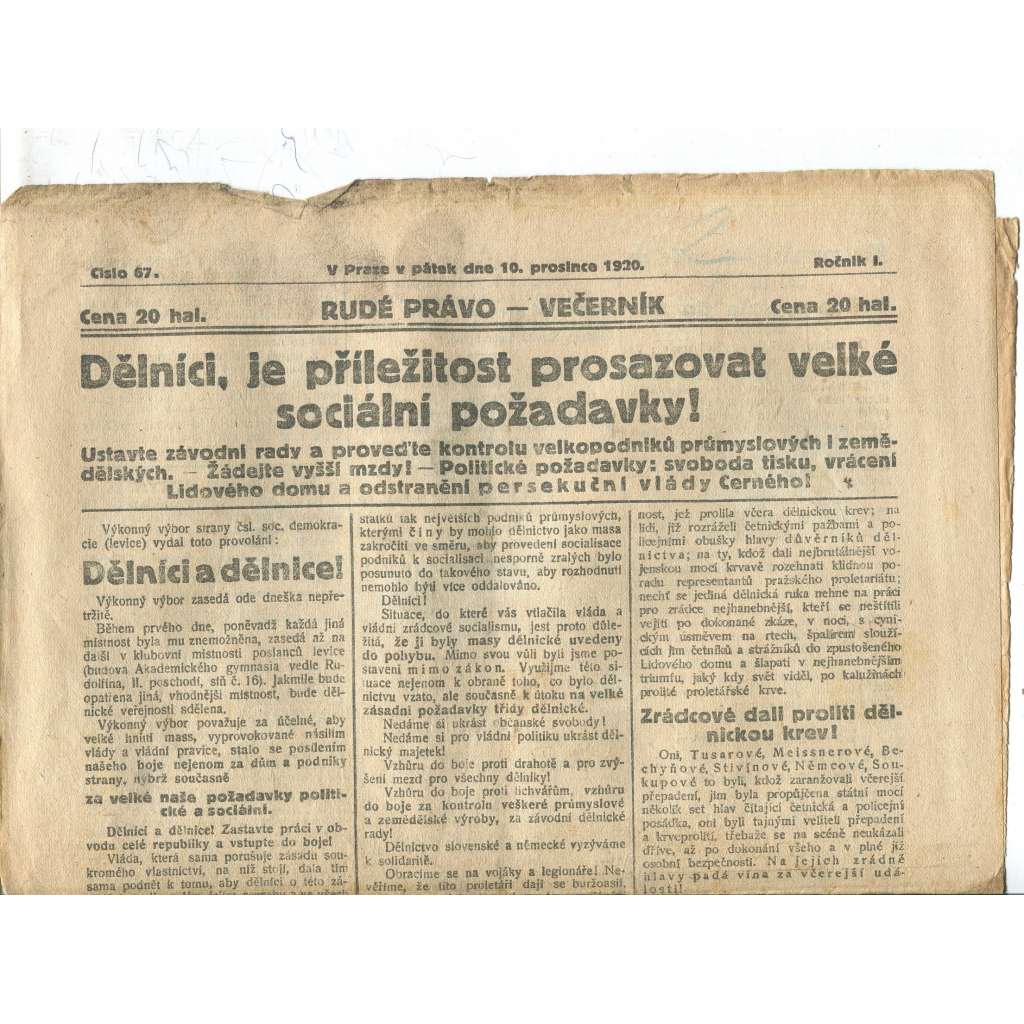 Číslo 67.
V Praze v pátek dne 10. prosince 1920.
Ročník I.
Cena 20 hal.
RUDÉ PRÁVO — VEČERNÍK
Cena 20 hal.
Dělníci, je příležitost prosazovat velké
sociální požadavky!
Ustavte závodní rady a proveďte kontrolu velkopodniků průmyslových i země-
dělských. — Žádejte vyšší mzdy! — Politické požadavky: svoboda tisku, vrácení
Lidového domu a odstranění persekuční vlády Černého!
Výkonný výbor strany čsl. soc. demokra-
cie (levice) vydal toto provolání:
Dělníci a dělnice!
Výkonný výbor zasedá ode dneška nepře-
tržitě.
Během prvého dne, poněvadž každá jiná
místnost byla mu znemožněna, zasedá až na
další v klubovní místnosti poslanců levice
(budova Akademického gymnasia vedle Ru-
dolfina, II. poschodí, síň č. 16). Jakmile bude
opatřena jiná, vhodnější místnost, bude děl-
nické veřejnosti sdělena.
Výkonný výbor považuje za účelné, aby
velké hnutí mass, vyprovokované násilím
vlády a vládní pravice, stalo se posílením
našeho boje nejenom za dům a podniky
strany, nýbrž současně
za velké naše požadavky politi-
cké a sociální.
Dělníci a dělnice! Zastavte práci v ob-
vodu celé republiky a vstupte do boje!
Vláda, která sama porušuje zásadu sou-
kromého vlastnictví, na níž stojí, dala tím
sama podnět k tomu, aby dělníci o této zá-
statků tak největších podniků průmyslových,
kterými činy by mohlo dělnictvo jako masa
zakročiti ve směru, aby provedení socialisace
podniků k socialisaci nesporně zralých bylo
posunuto do takového stavu, aby rozhodnutí
nemohlo býti více oddalováno.
Dělníci!
Situace, do které vás vtlačila vláda a
vládní zrádcové socialismu, jest proto důle-
žitá, že jí byly masy dělnické uvedeny
do pohybu. Mimo svou vůli byli jsme po-
staveni mimo zákon. Využijme této si-
tuace nejenom k obraně toho, co bylo děl-
nictvu vzato, ale současně k útoku na velké
zásadní požadavky třídy dělnické.
Nedáme si ukrást občanské svobody!
Nedáme si pro vládní politiku ukrást děl-
nický majetek!
Vzhůru do boje proti drahotě a pro zvý-
šení mezd pro všechny dělníky!
Vzhůru do boje proti lichvářům, vzhůru
do boje za kontrolu veškeré průmyslové
a zemědělské výroby, za závodní dělnické
rady!
Dělnictvo slovenské a německé vyzýváme
k solidaritě.
Obracíme se na vojáky a legionáře! Ne-
věříme, že tito proletáři dají se buržoasií,
nost, jež prolila včera dělnickou krev; na
lidi, již rozráželi četnickými pažbami a po-
licejními obušky hlavy důvěrníků děl-
nictva; na ty, kdož dali nejbrutálnější vo-
jenskou mocí krvavě rozehnati klidnou po-
radu representantů pražského proletariátu;
nechť se jediná dělnická ruka nehne na práci
pro zrádce nejhanebnější, kteří se neštítili
vejíti po dokonané zkáze, v noci, s cyni-
ckým úsměvem na rtech, špalírem slouží-
cích jim četníků a strážníků do zpustošeného
Lidového domu a šlapati v nejhanebnějším
triumfu, jaký kdy svět viděl, po kalužinách
prolité proletářské krve.
Zrádcové dali prolíti děl-
nickou krev!
Oni, Tusarové, Meissnerové, Be-
chyňové, Stivínové, Němcové, Sou-
kupové to byli, kdož zaranžovali včerejší
přepadení, jim byla propůjčena státní mocí
několik set hlav čítající četnická a policejní
posádka, oni byli tajnými veliteli přepadení
a krveprolití, třebaže se na scéně neukázali
dříve, až po dokonání všeho a v plné již
osobní bezpečnosti. Na jejich zrádné
hlavy padá vina za včerejší udá-
losti!